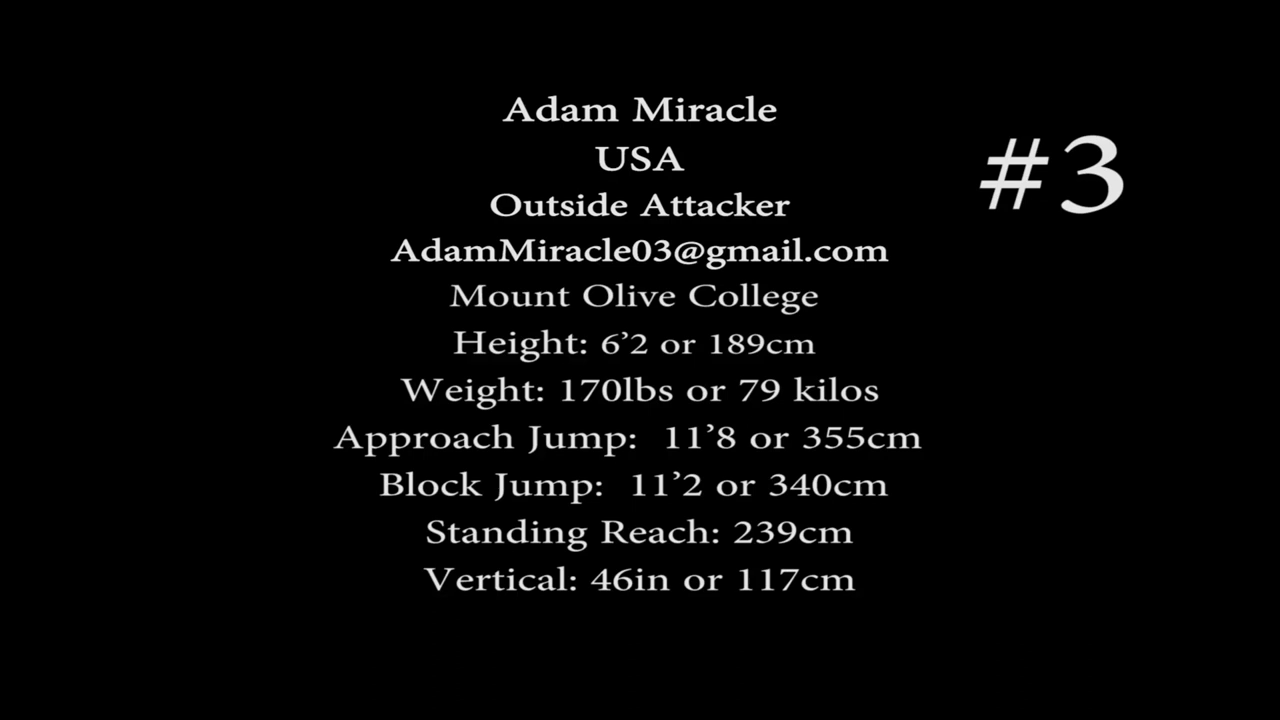 Adam Miracle
USA
#3
Outside Attacker
AdamMiracle03@gmail.com
Mount Olive College
Height: 6’2 or 189cm
Weight: 170lbs or 79 kilos
Approach Jump:  11’8 or 355cm
Block Jump:  11’2 or 340cm
Standing Reach: 239cm
Vertical: 46in or 117cm